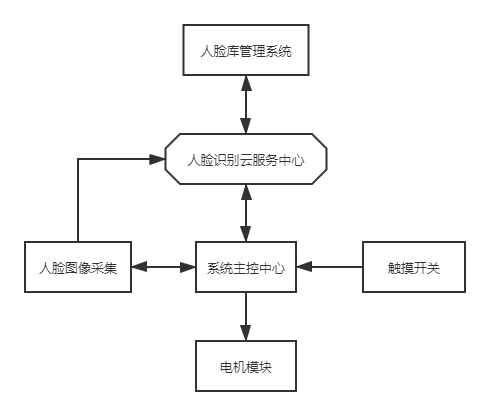 人脸库管理系统
人脸识别云服务中心
人脸图像采集
系统主控中心
触摸开关
电机模块